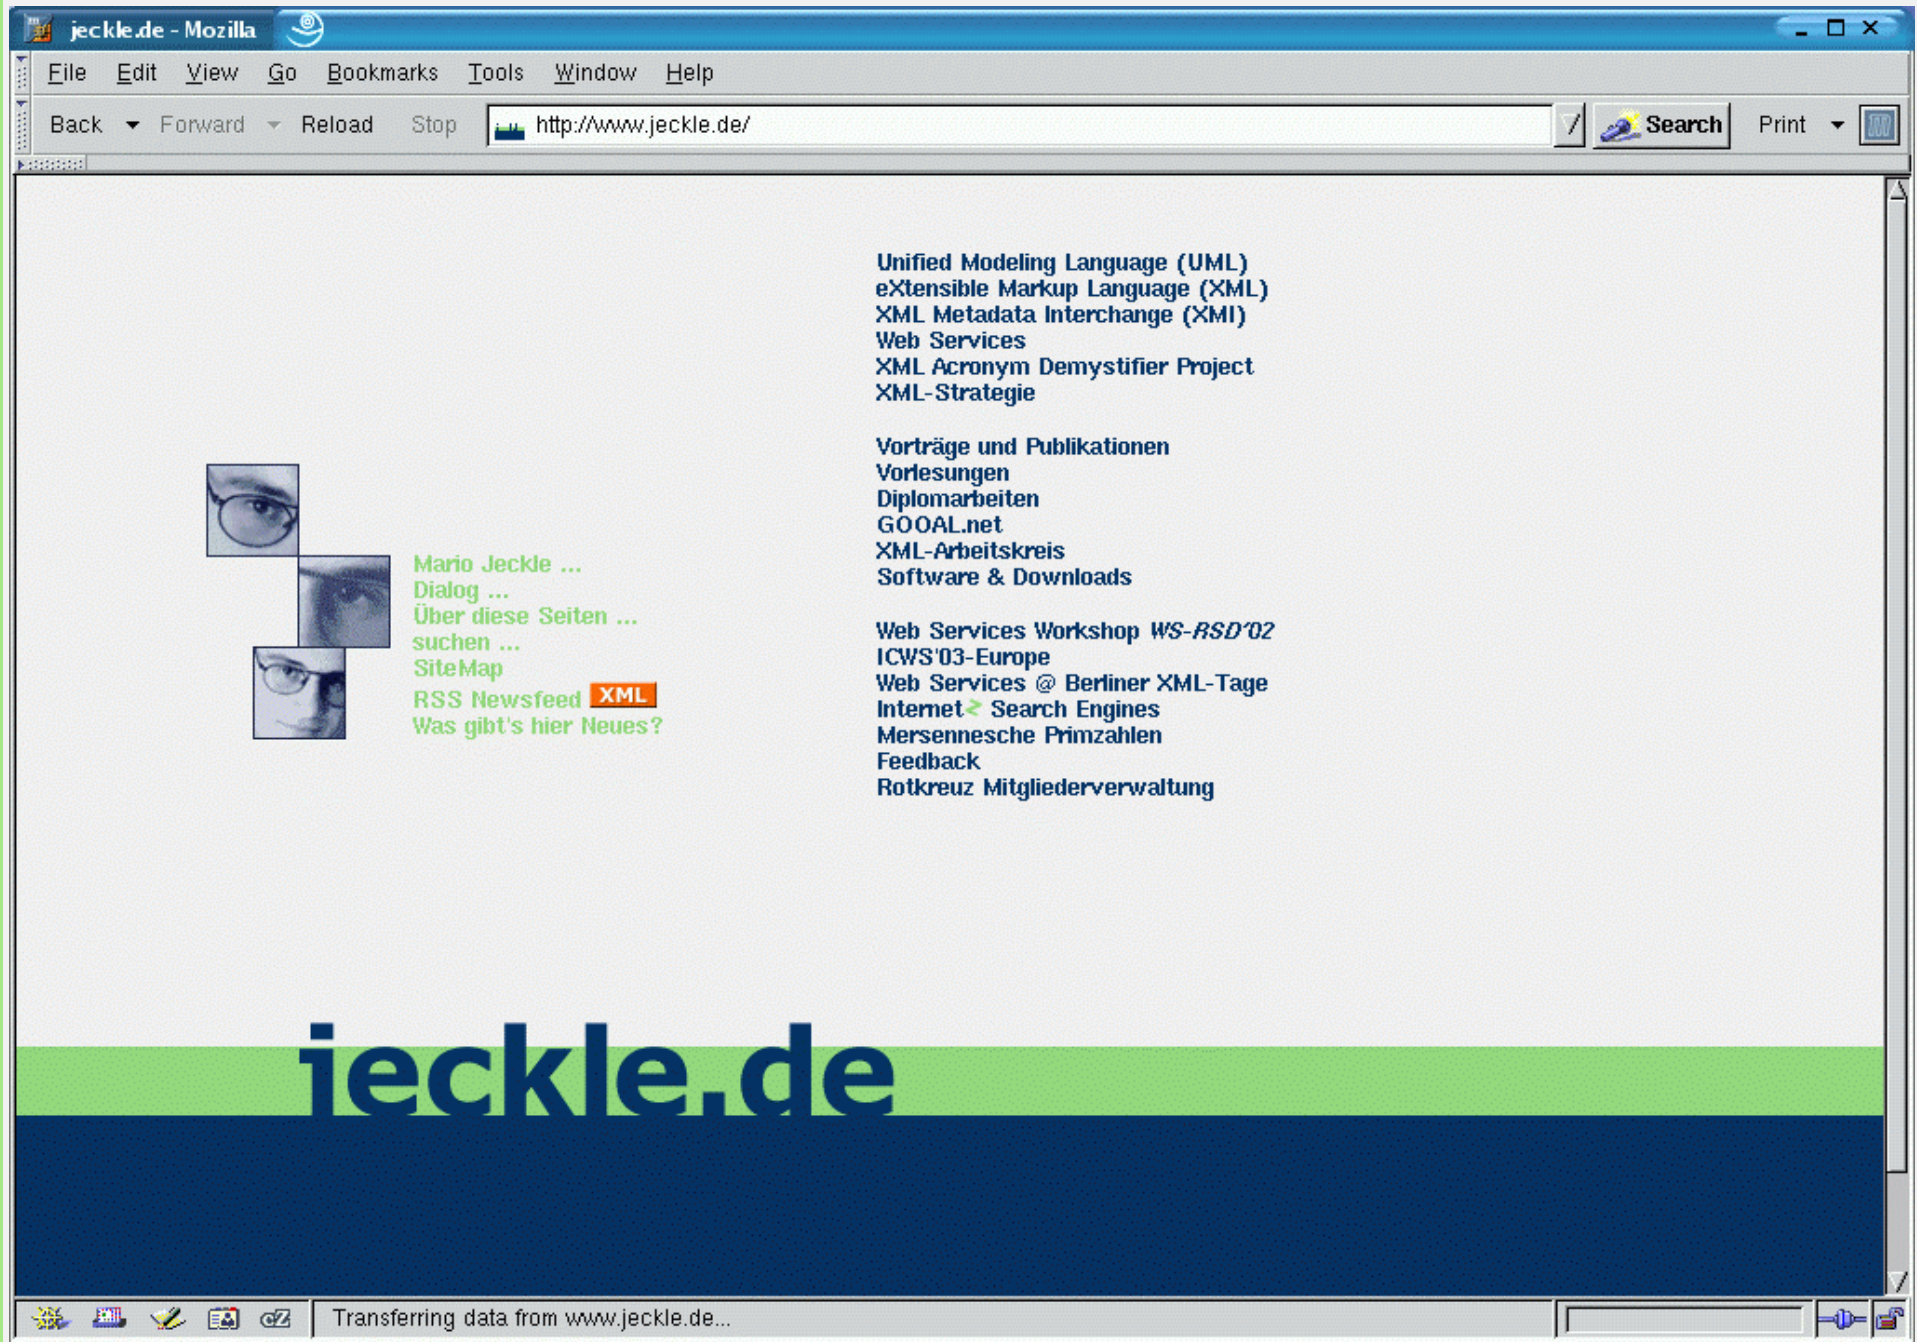 jeckle.de - Mozilla
File Edit View Go Bookmarks Tools Window Help
Back Forward Reload Stop http://www.jeckle.de/ Search Print
Unified Modeling Language (UML)
eXtensible Markup Language (XML)
XML Metadata Interchange (XMI)
Web Services
XML Acronym Demystifier Project
XML-Strategie
Vorträge und Publikationen
Vorlesungen
Diplomarbeiten
GOOAL.net
XML-Arbeitskreis
Software & Downloads
Mario Jeckle ...
Dialog ...
Über diese Seiten ...
suchen ...
SiteMap
RSS Newsfeed XML
Was gibt's hier Neues?
Web Services Workshop WS-RSD'02
ICWS'03-Europe
Web Services @ Berliner XML-Tage
Internet Search Engines
Mersennesche Primzahlen
Feedback
Rotkreuz Mitgliederverwaltung
jeckle.de
Transferring data from www.jeckle.de...